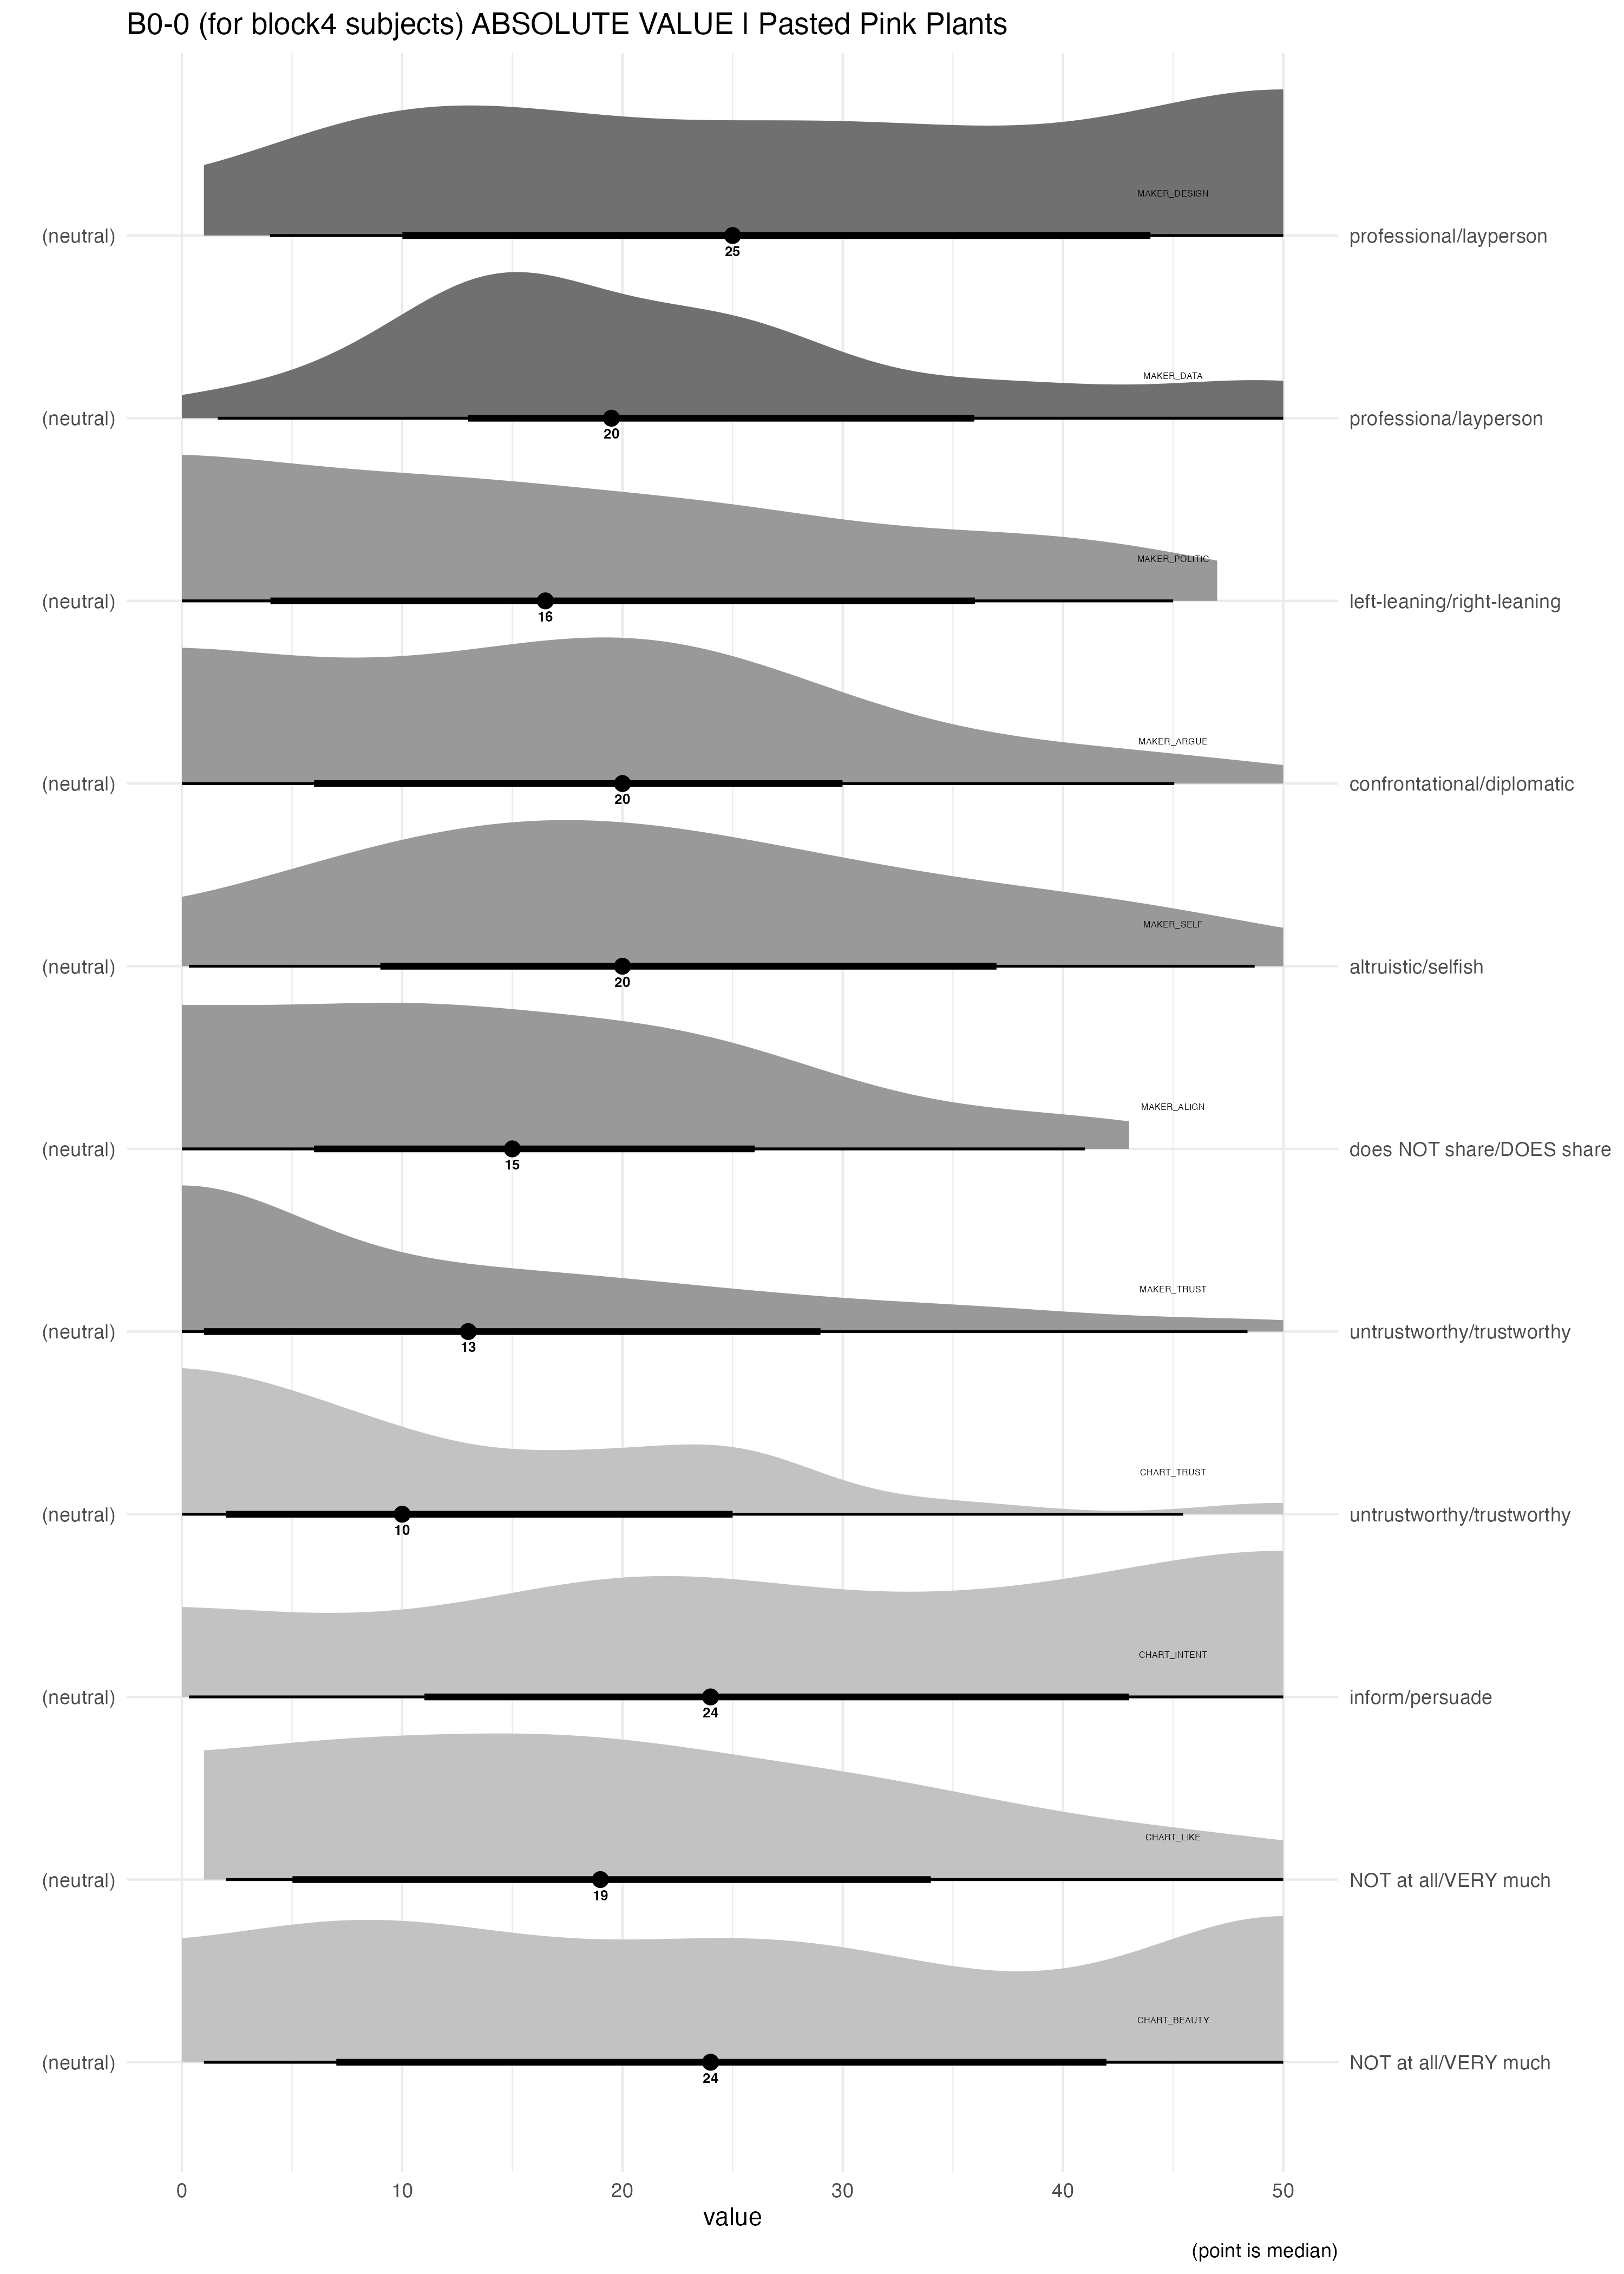 B0-0 (for block4 subjects) ABSOLUTE VALUE | Pasted Pink Plants
MAKER_DESIGN
(neutral) professional/layperson
25
MAKER_DATA
(neutral) professiona/layperson
20
MAKER_POLITIC
(neutral) left-leaning/right-leaning
16
MAKER_ARGUE
(neutral) confrontational/diplomatic
20
MAKER_SELF
(neutral) altruistic/selfish
20
MAKER_ALIGN
(neutral) does NOT share/DOES share
15
MAKER_TRUST
(neutral) untrustworthy/trustworthy
13
CHART_TRUST
(neutral) untrustworthy/trustworthy
10
CHART_INTENT
(neutral) inform/persuade
24
CHART_LIKE
(neutral) NOT at all/VERY much
19
CHART_BEAUTY
(neutral) NOT at all/VERY much
24
0 10 20 30 40 50
value
(point is median)